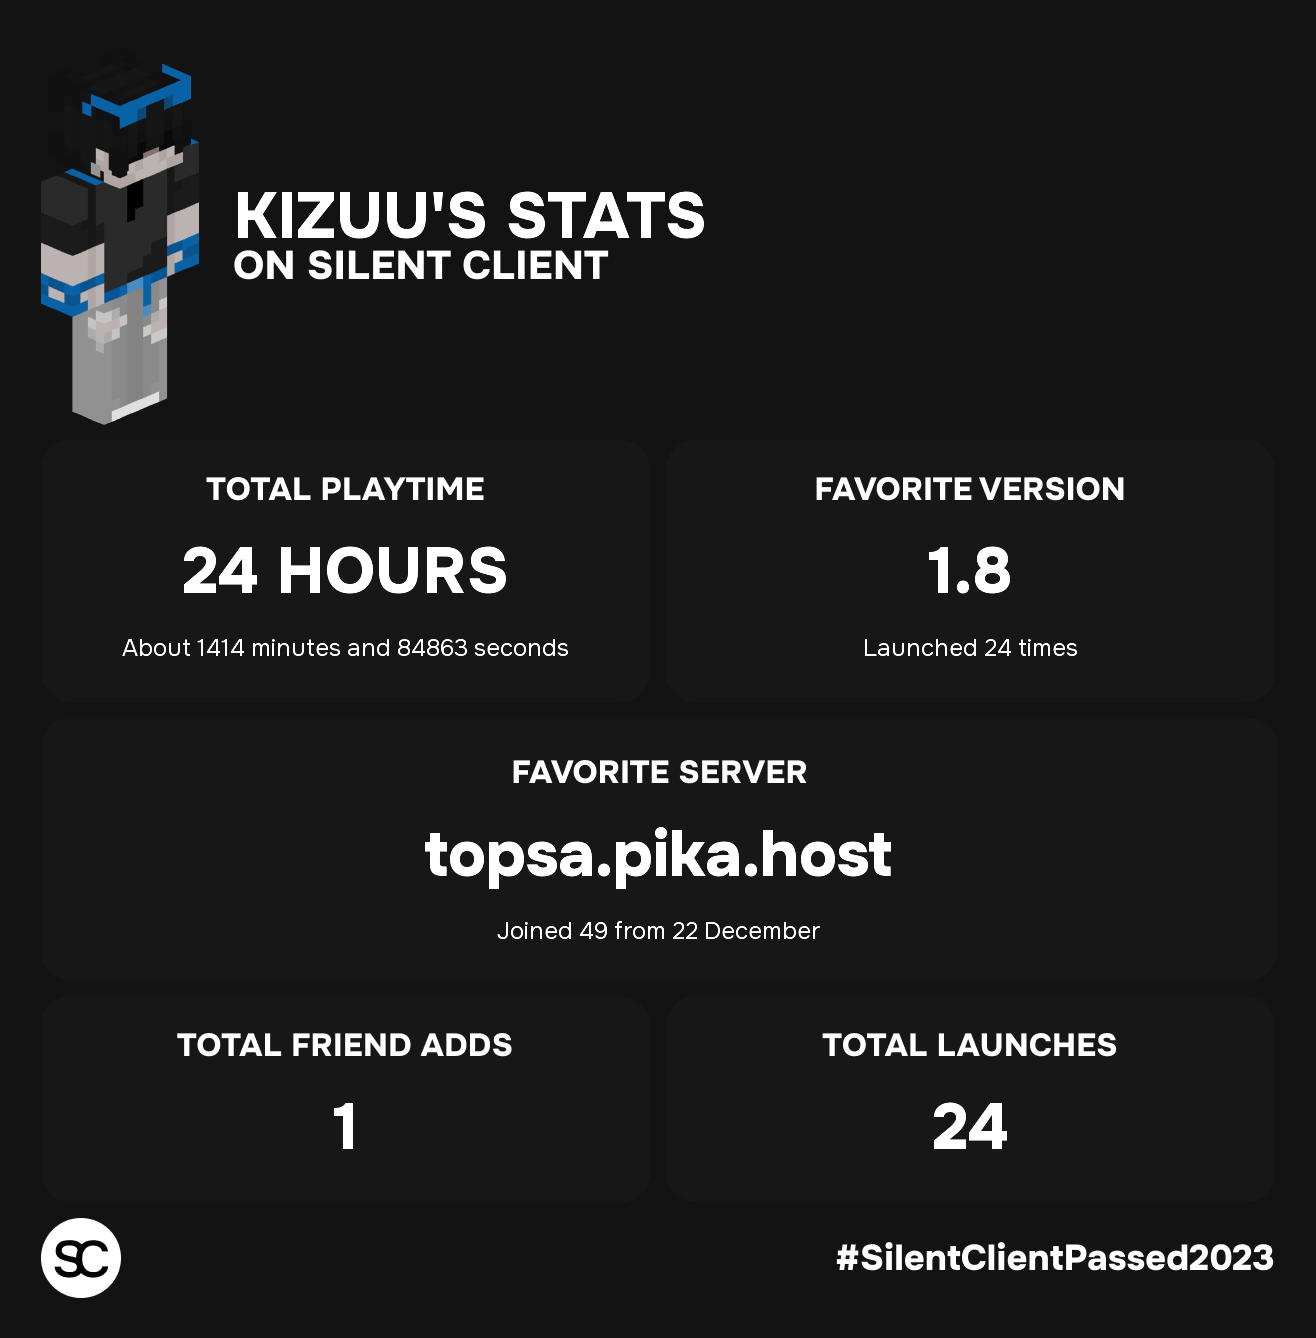 KIZUU'S STATS
ON SILENT CLIENT
TOTAL PLAYTIME
24 HOURS
About 1414 minutes and 84863 seconds
FAVORITE VERSION
1.8
Launched 24 times
FAVORITE SERVER
topsa.pika.host
Joined 49 from 22 December
TOTAL FRIEND ADDS
1
TOTAL LAUNCHES
24
SC
#SilentClientPassed2023